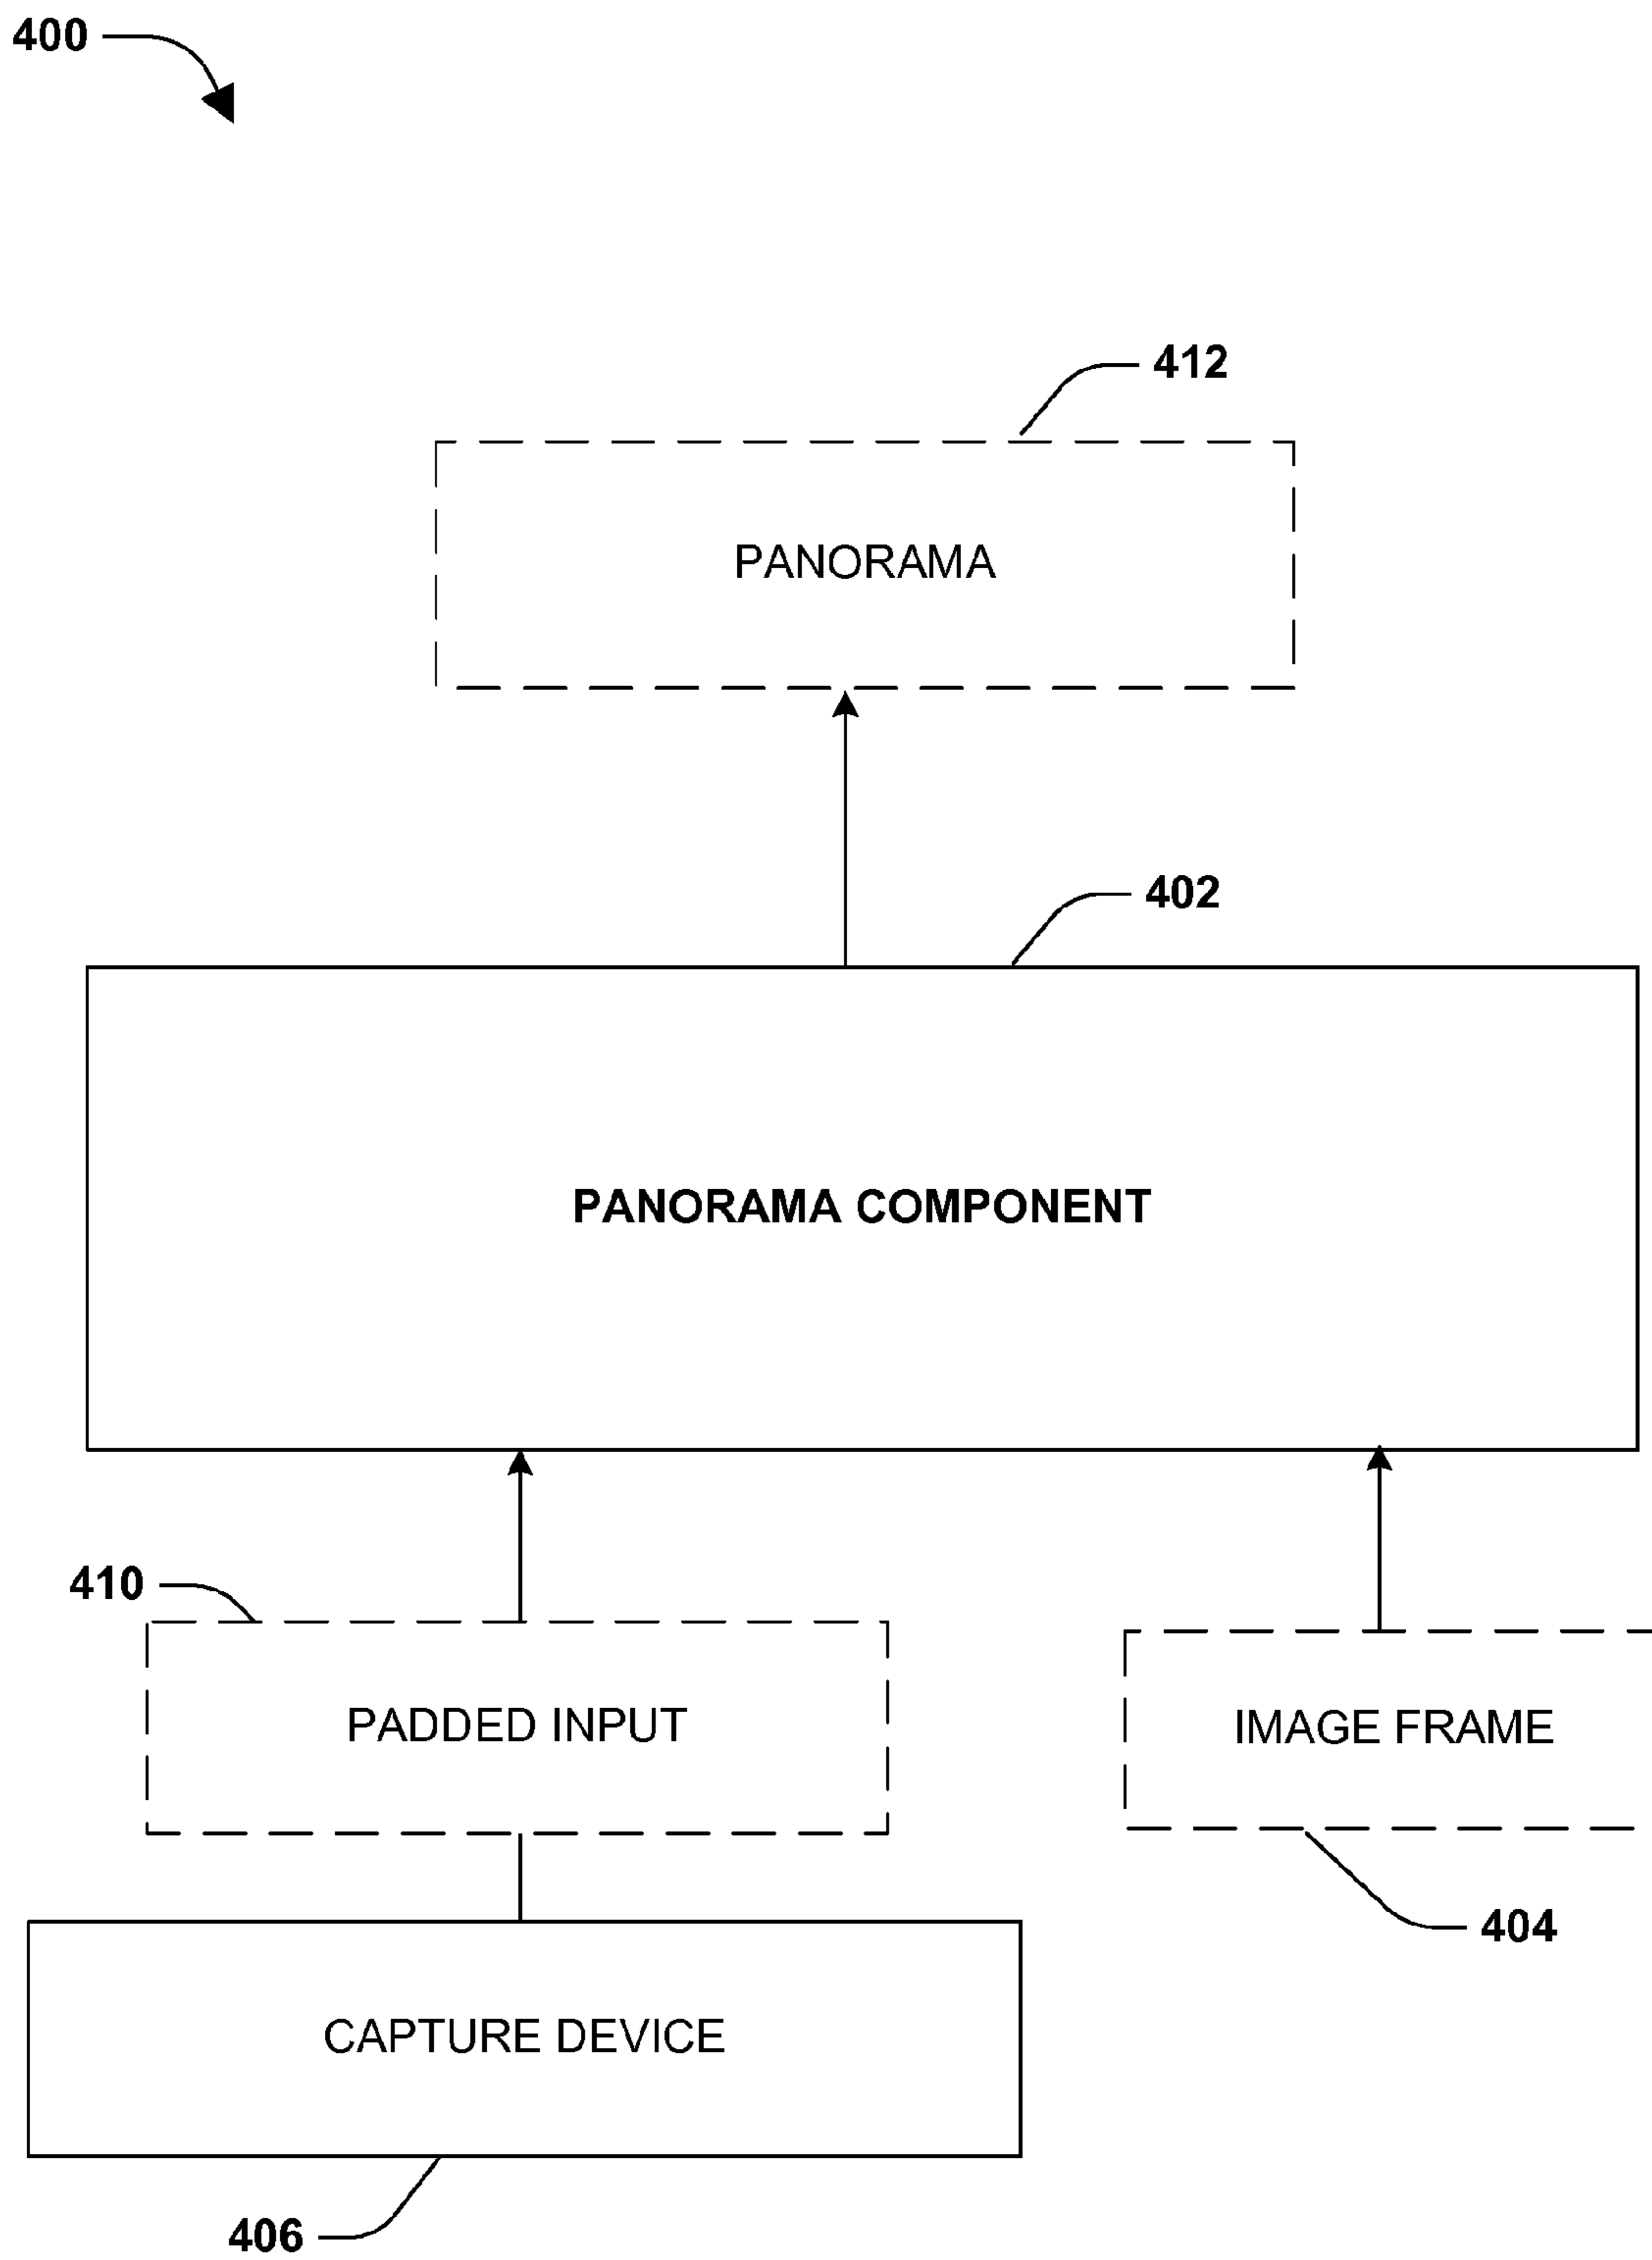 400
412
PANORAMA
402
PANORAMA COMPONENT
410
PADDED INPUT
IMAGE FRAME
404
CAPTURE DEVICE
406